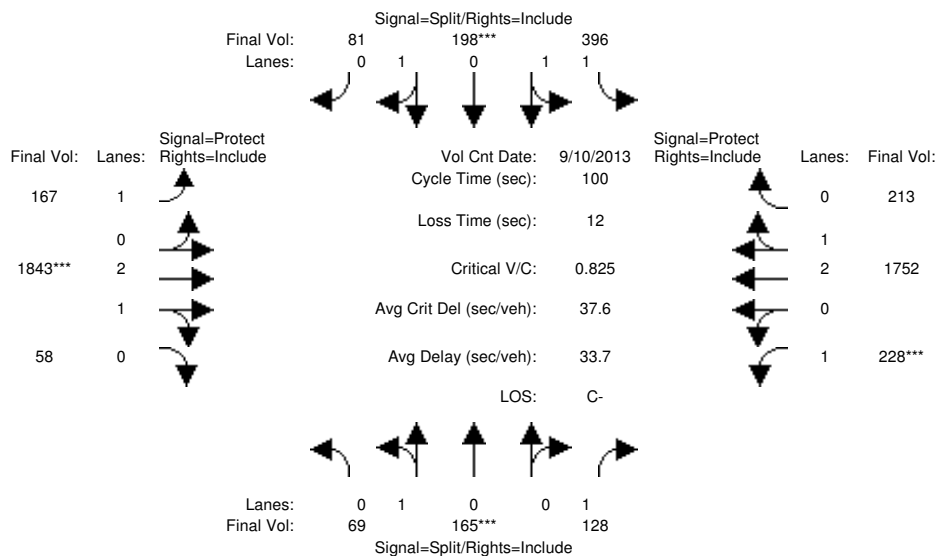 Signal=Split/Rights=Include
Final Vol: 81 198*** 396
Lanes: 0 1 0 1 1
Signal=Protect
Final Vol: Lanes: Rights=Include
Vol Cnt Date: 9/10/2013
Signal=Protect
Rights=Include Lanes: Final Vol:
Cycle Time (sec): 100
167 1
0 213
Loss Time (sec): 12
0
1
1843*** 2
Critical V/C: 0.825
2 1752
1
Avg Crit Del (sec/veh): 37.6
0
58 0
Avg Delay (sec/veh): 33.7
1 228***
LOS: C-
Lanes: 0 1 0 0 1
Final Vol: 69 165*** 128
Signal=Split/Rights=Include